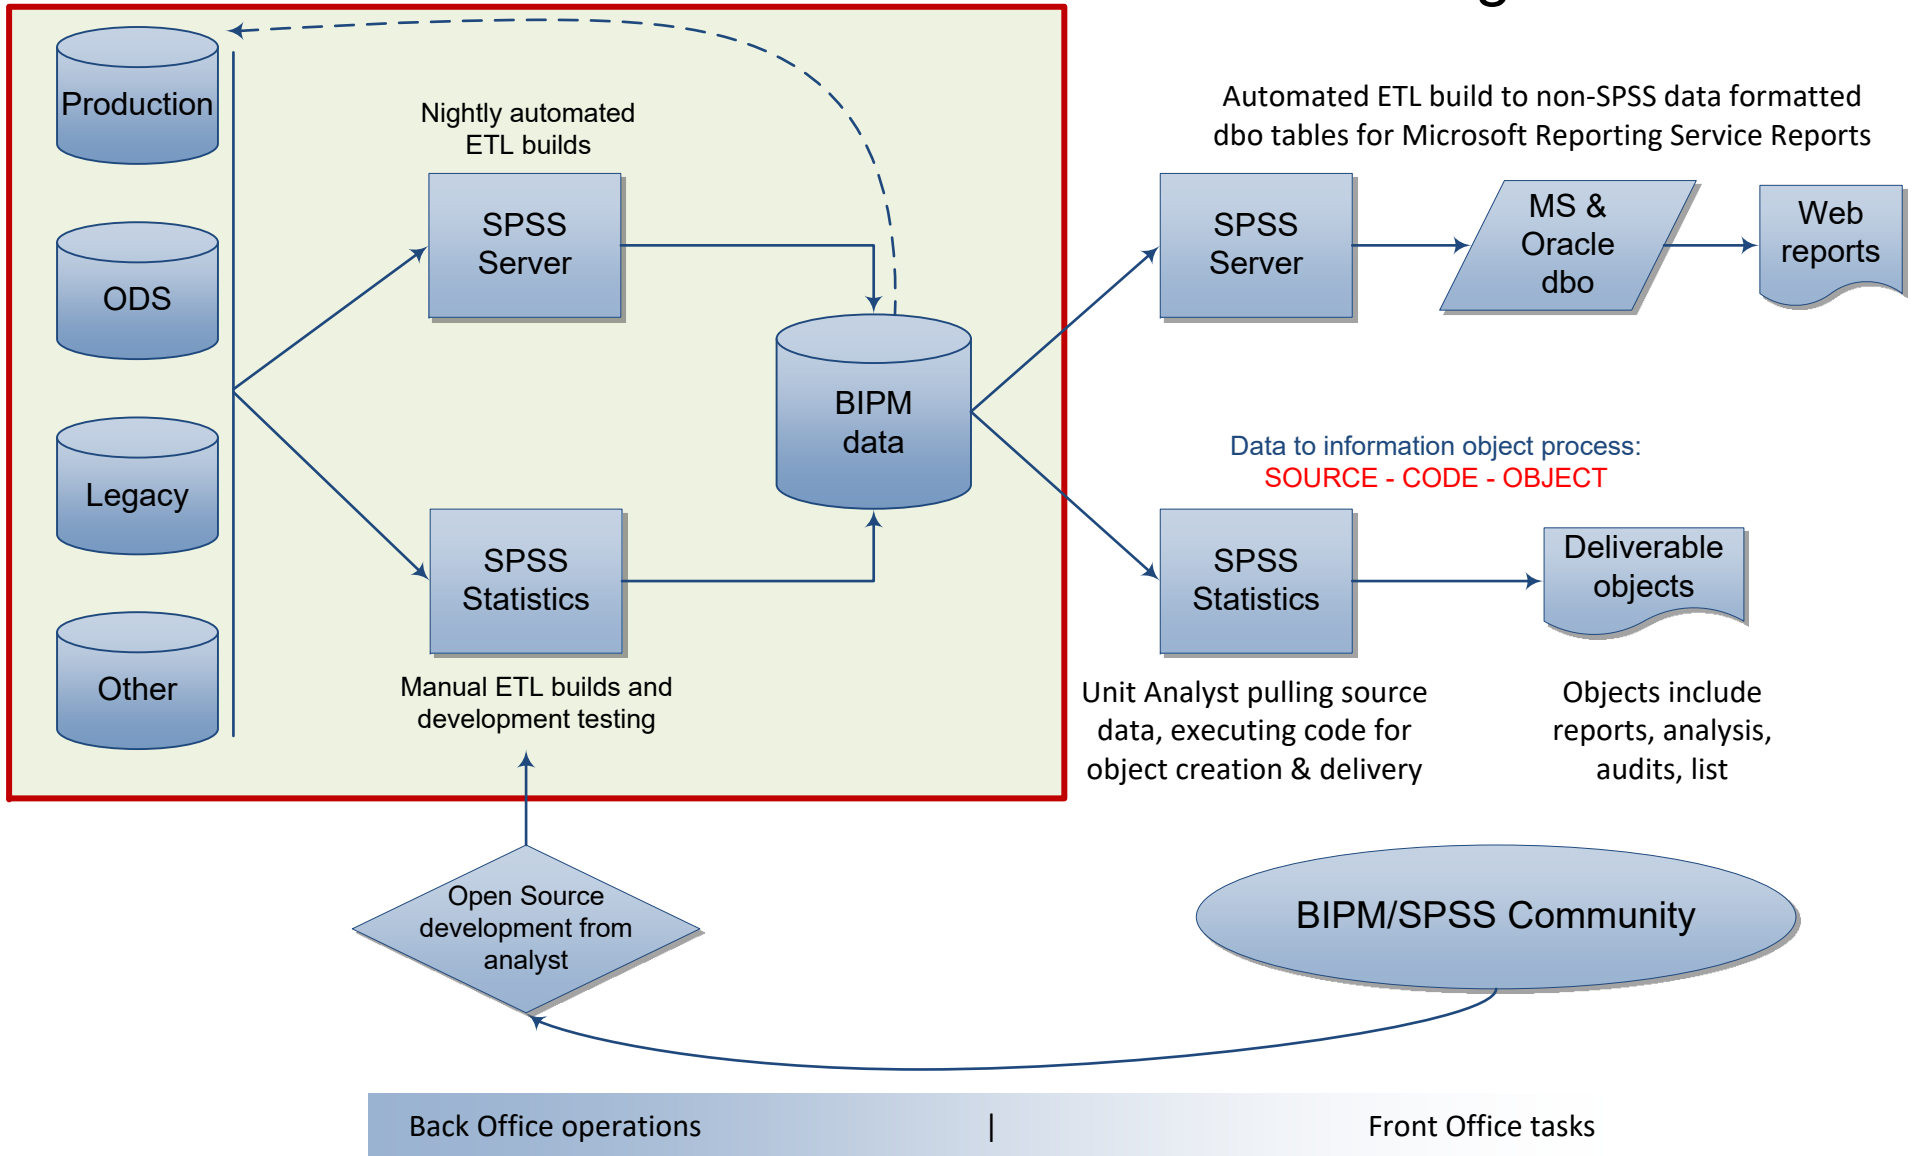 Production
ODS
Legacy
Other
Nightly automated
ETL builds
SPSS
Server
SPSS
Statistics
Manual ETL builds and
development testing
BIPM
data
Automated ETL build to non-SPSS data formatted
dbo tables for Microsoft Reporting Service Reports
SPSS
Server
MS &
Oracle
dbo
Web
reports
Data to information object process:
SOURCE - CODE - OBJECT
SPSS
Statistics
Deliverable
objects
Unit Analyst pulling source
data, executing code for
object creation & delivery
Objects include
reports, analysis,
audits, list
Open Source
development from
analyst
BIPM/SPSS Community
Back Office operations | Front Office tasks